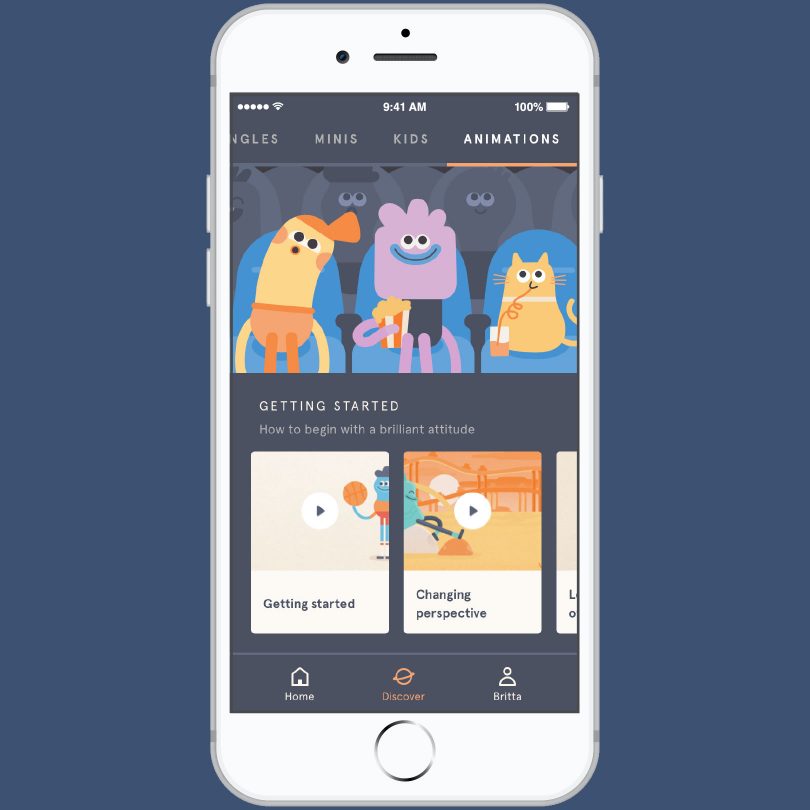 9:41 AM 100%
NGLES MINIS KIDS ANIMATIONS
GETTING STARTED
How to begin with a brilliant attitude
Getting started
Changing
perspective
Home Discover Britta